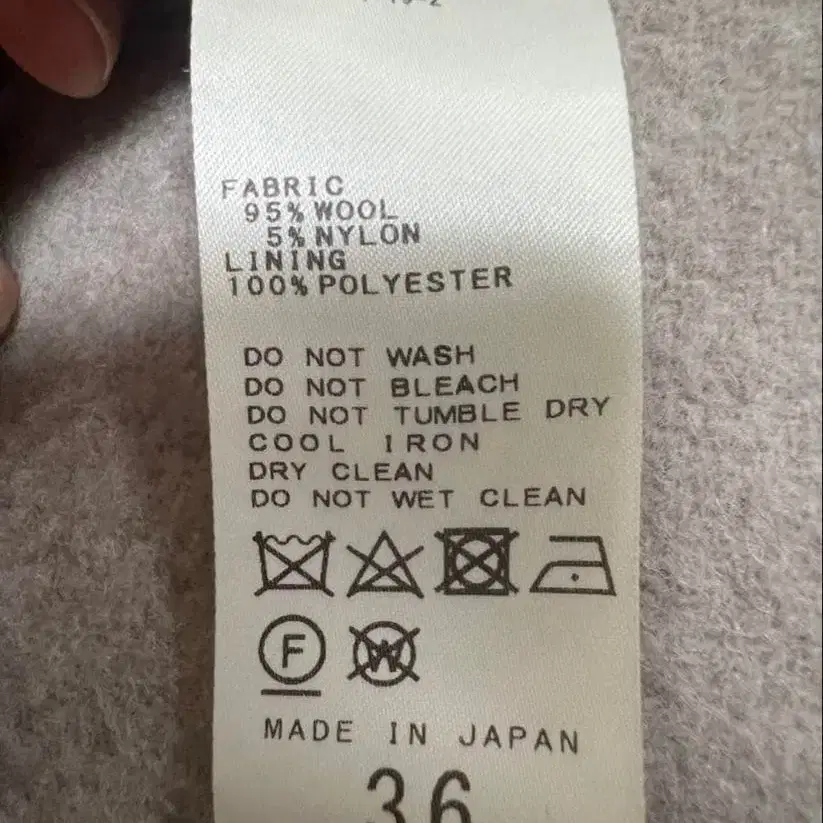 FABRIC
95% WOOL
5% NYLON
LINING
100% POLYESTER
DO NOT WASH
DO NOT BLEACH
DO NOT TUMBLE DRY
COOL IRON
DRY CLEAN
DO NOT WET CLEAN
F W
MADE IN JAPAN
36